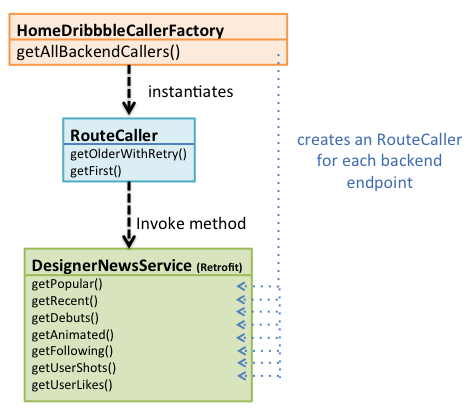 HomeDribbbleCallerFactory
getAllBackendCallers()
instantiates
RouteCaller
getOlderWithRetry()
getFirst()
creates an RouteCaller
for each backend
endpoint
Invoke method
DesignerNewsService (Retrofit)
getPopular()
getRecent()
getDebuts()
getAnimated()
getFollowing()
getUserShots()
getUserLikes()